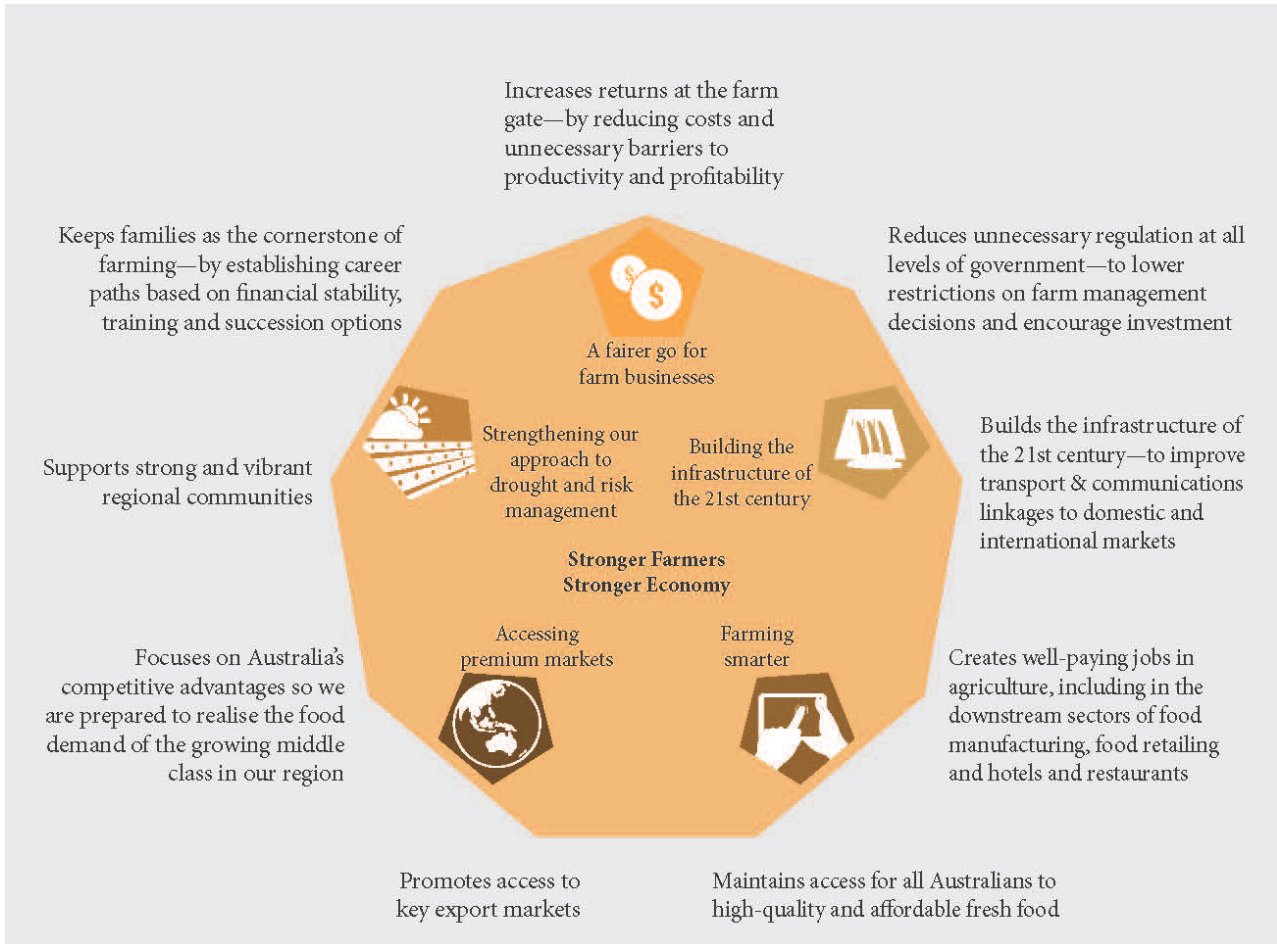 Increases returns at the farm
gate—by reducing costs and
unnecessary barriers to
productivity and profitability
Keeps families as the cornerstone of
farming—by establishing career
paths based on financial stability,
training and succession options
Reduces unnecessary regulation at all
levels of government—to lower
restrictions on farm management
decisions and encourage investment
$
$
A fairer go for
farm businesses
Supports strong and vibrant
regional communities
Strengthening our
approach to
drought and risk
management
Building the
infrastructure of
the 21st century
Builds the infrastructure of
the 21st century—to improve
transport & communications
linkages to domestic and
international markets
Stronger Farmers
Stronger Economy
Accessing
premium markets
Farming
smarter
Focuses on Australia’s
competitive advantages so we
are prepared to realise the food
demand of the growing middle
class in our region
Creates well-paying jobs in
agriculture, including in the
downstream sectors of food
manufacturing, food retailing
and hotels and restaurants
Promotes access to
key export markets
Maintains access for all Australians to
high-quality and affordable fresh food